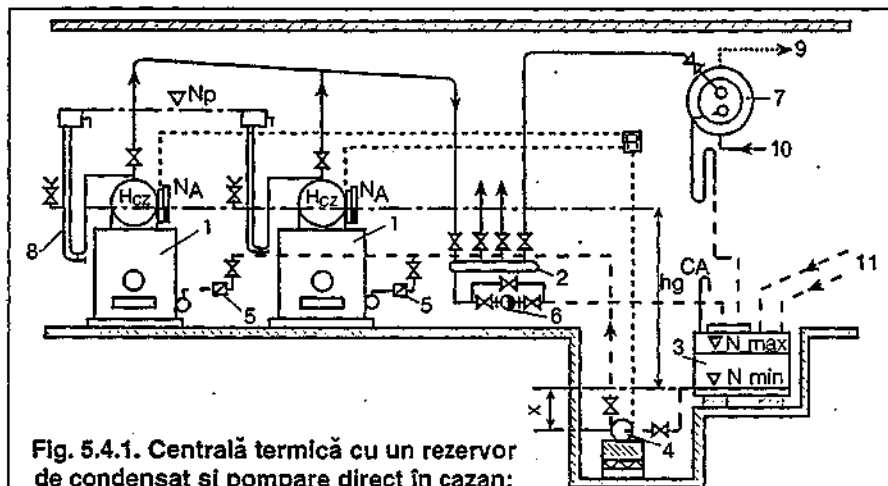 9
Np
7
10
Hcz
NA
Hcz
NA
8
1
1
2
hg
CA
11
5
5
6
3
N max
N min
x
4
Fig. 5.4.1. Centrală termică cu un rezervor
de condensat și pompare direct în cazan: